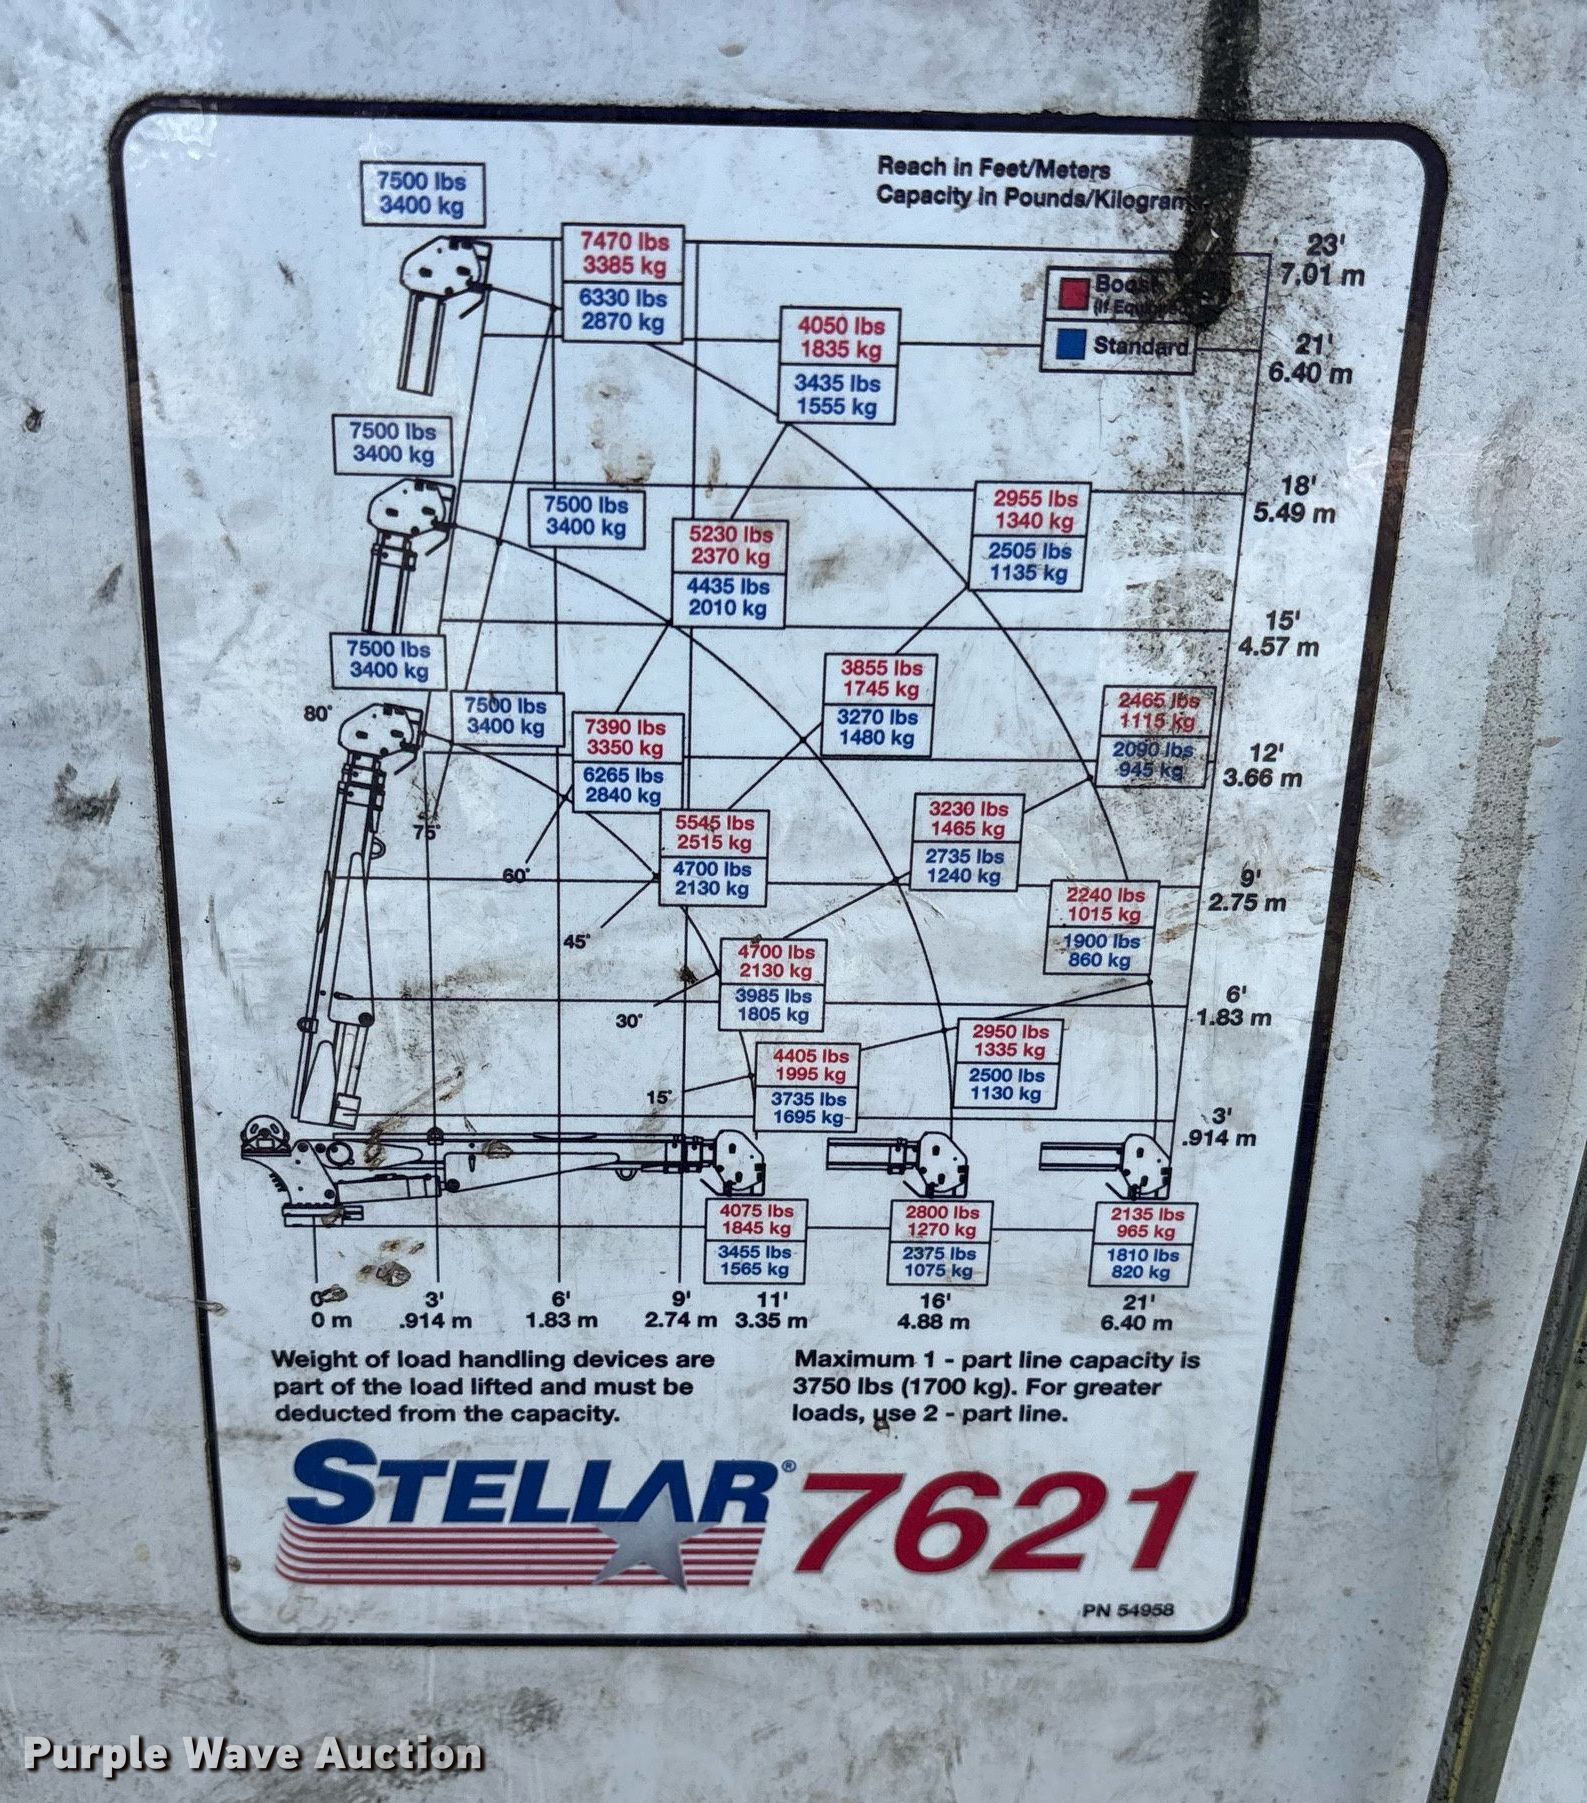 7500 lbs
3400 kg
Reach in Feet/Meters
Capacity in Pounds/Kilogram
7470 lbs
3385 kg
6330 lbs
2870 kg
23'
7.01 m
Boost
(If
Standard
4050 lbs
1835 kg
3435 lbs
1555 kg
21'
6.40 m
7500 lbs
3400 kg
7500 lbs
3400 kg
5230 lbs
2370 kg
4435 lbs
2010 kg
2955 lbs
1340 kg
2505 lbs
1135 kg
18'
5.49 m
15'
4.57 m
7500 lbs
3400 kg
80°
7500 lbs
3400 kg
7390 lbs
3350 kg
6265 lbs
2840 kg
3855 lbs
1745 kg
3270 lbs
1480 kg
2465 lbs
1115 kg
2090 lbs
945 kg
12'
3.66 m
75°
60°
45°
30°
15°
5545 lbs
2515 kg
4700 lbs
2130 kg
3230 lbs
1465 kg
2735 lbs
1240 kg
2240 lbs
1015 kg
1900 lbs
860 kg
9'
2.75 m
4700 lbs
2130 kg
3985 lbs
1805 kg
6'
1.83 m
4405 lbs
1995 kg
3735 lbs
1695 kg
2950 lbs
1335 kg
2500 lbs
1130 kg
3'
.914 m
4075 lbs
1845 kg
3455 lbs
1565 kg
2800 lbs
1270 kg
2375 lbs
1075 kg
2135 lbs
965 kg
1810 lbs
820 kg
0' 3' 6' 9' 11' 16' 21'
0 m .914 m 1.83 m 2.74 m 3.35 m 4.88 m 6.40 m
Weight of load handling devices are
part of the load lifted and must be
deducted from the capacity.
Maximum 1 - part line capacity is
3750 lbs (1700 kg). For greater
loads, use 2 - part line.
STELLAR® 7621
PN 54958
Purple Wave Auction